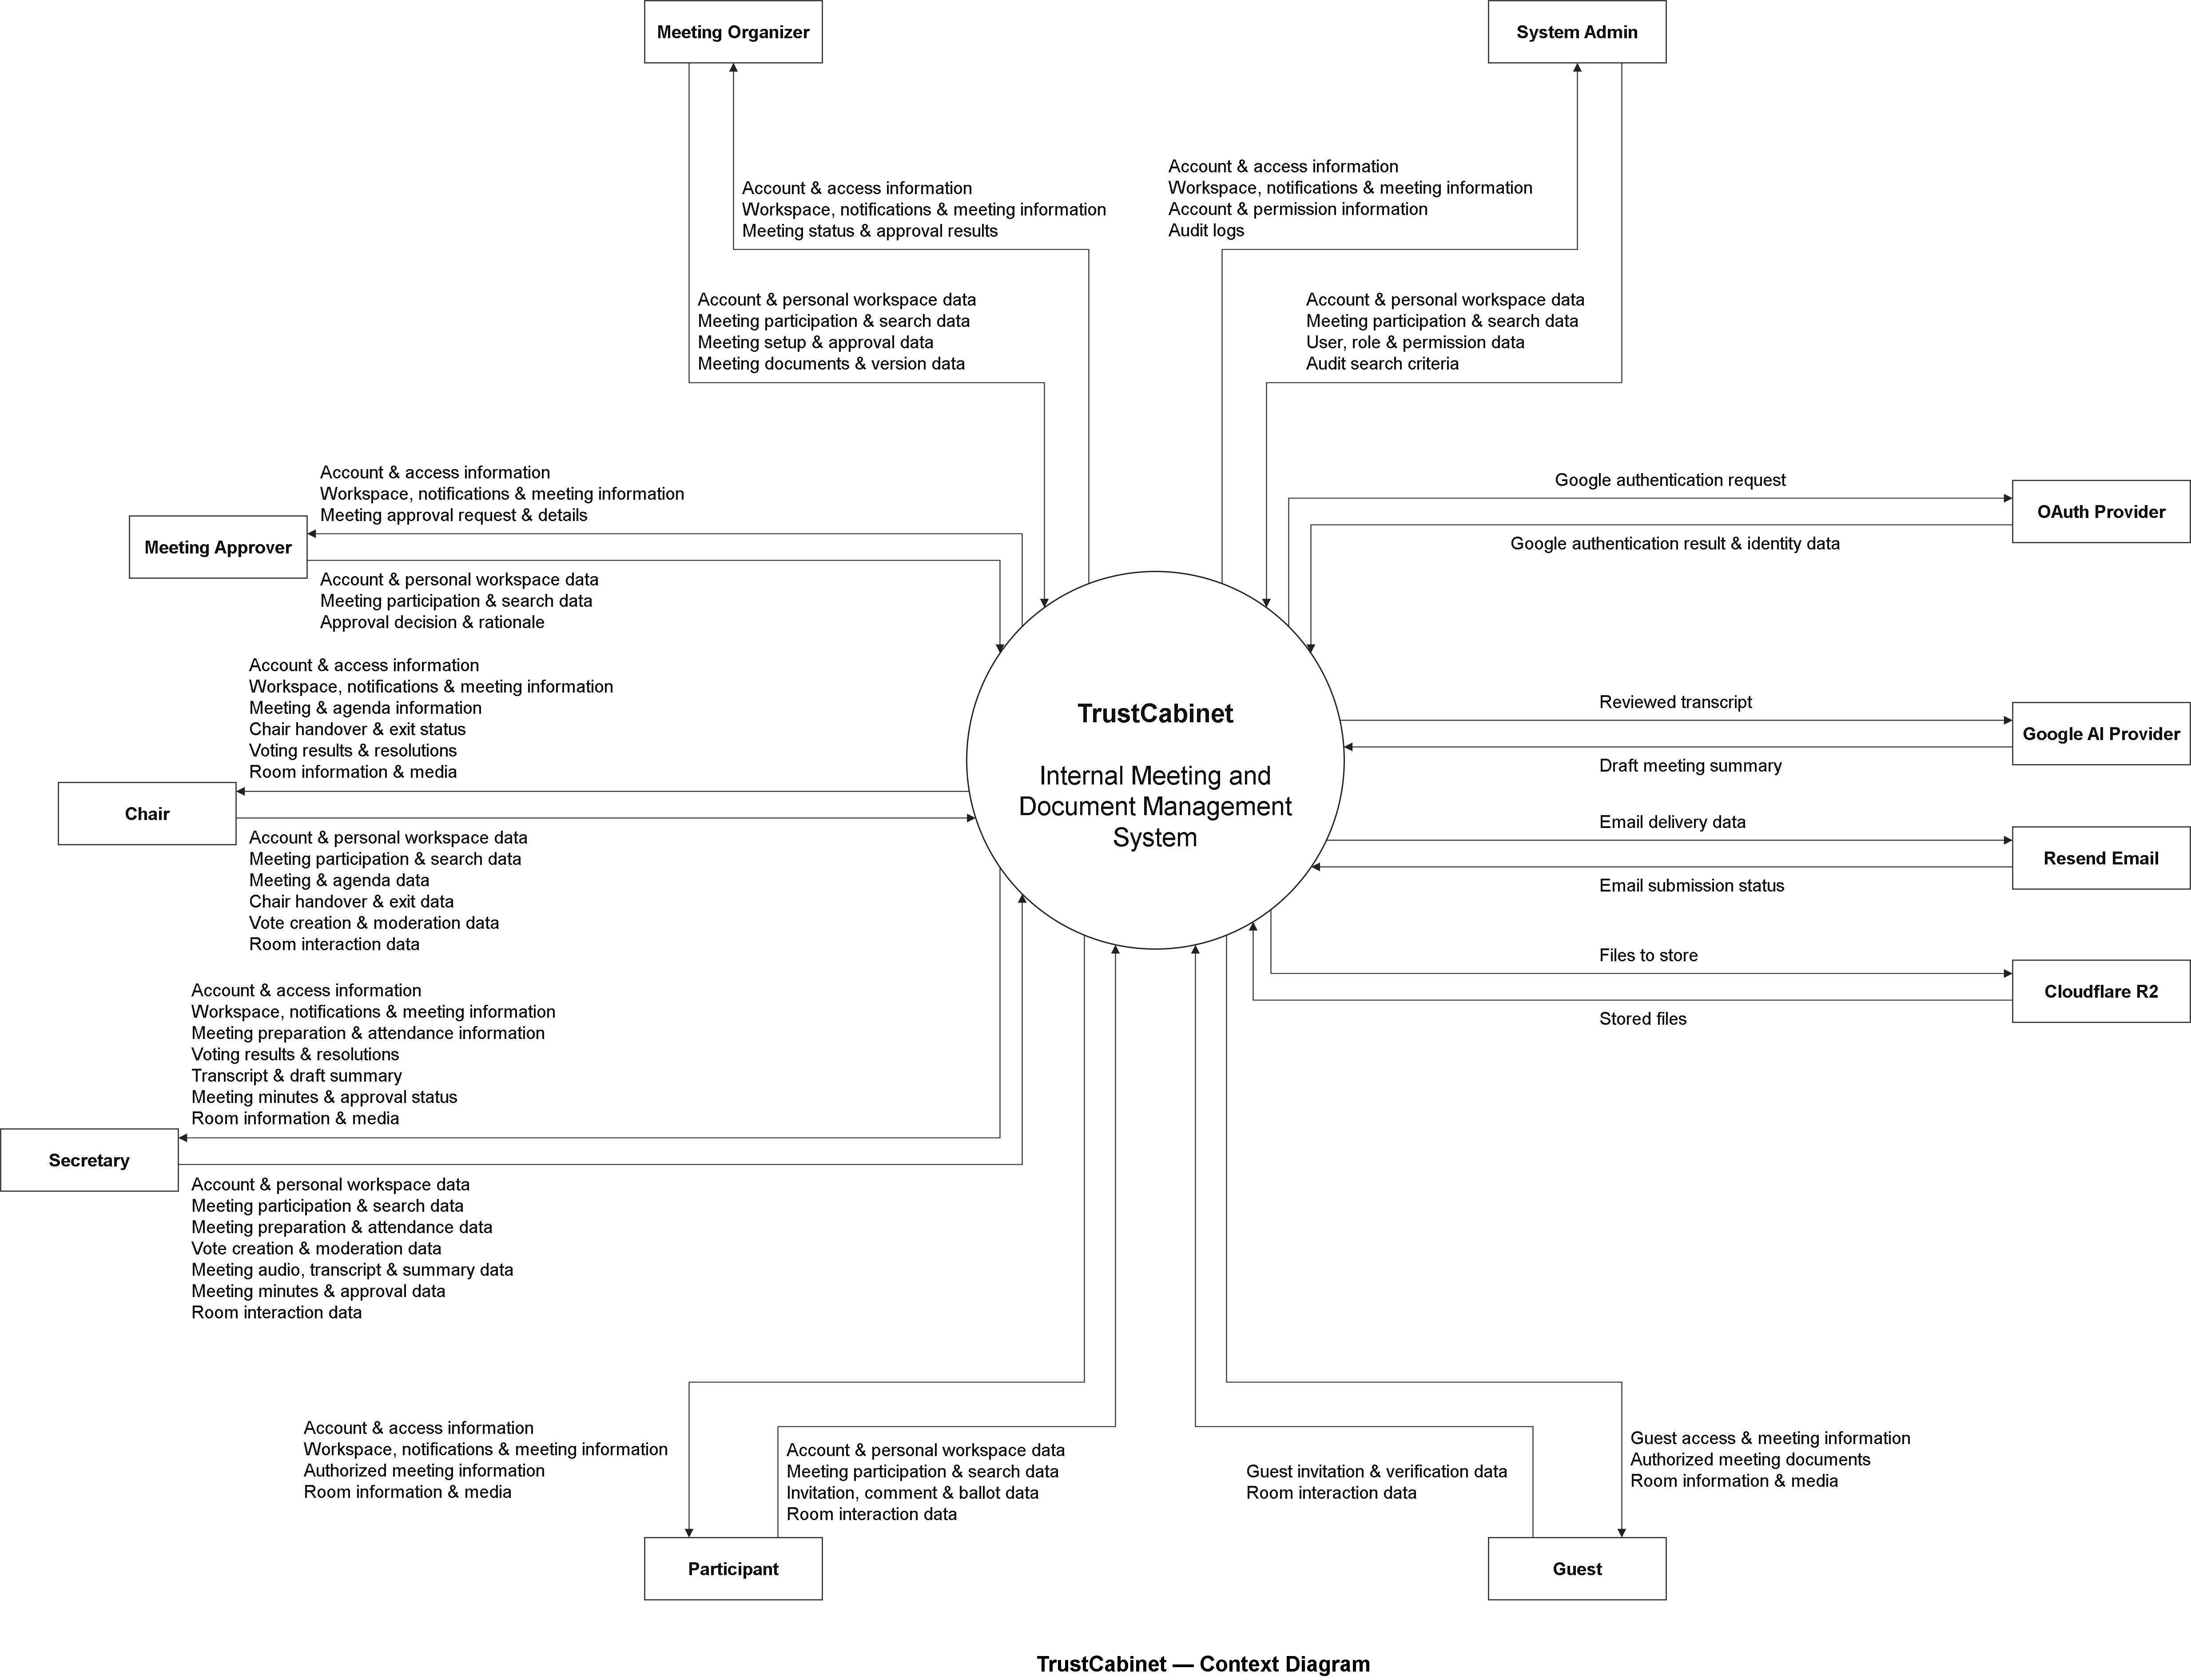 Meeting Organizer
System Admin
Account & access information
Workspace, notifications & meeting information
Meeting status & approval results
Account & access information
Workspace, notifications & meeting information
Account & permission information
Audit logs
Account & personal workspace data
Meeting participation & search data
Meeting setup & approval data
Meeting documents & version data
Account & personal workspace data
Meeting participation & search data
User, role & permission data
Audit search criteria
Account & access information
Workspace, notifications & meeting information
Meeting approval request & details
Meeting Approver
Account & personal workspace data
Meeting participation & search data
Approval decision & rationale
Google authentication request
OAuth Provider
Google authentication result & identity data
Account & access information
Workspace, notifications & meeting information
Meeting & agenda information
Chair handover & exit status
Voting results & resolutions
Room information & media
Chair
Account & personal workspace data
Meeting participation & search data
Meeting & agenda data
Chair handover & exit data
Vote creation & moderation data
Room interaction data
TrustCabinet
Internal Meeting and
Document Management
System
Reviewed transcript
Google AI Provider
Draft meeting summary
Email delivery data
Resend Email
Email submission status
Files to store
Cloudflare R2
Stored files
Account & access information
Workspace, notifications & meeting information
Meeting preparation & attendance information
Voting results & resolutions
Transcript & draft summary
Meeting minutes & approval status
Room information & media
Secretary
Account & personal workspace data
Meeting participation & search data
Meeting preparation & attendance data
Vote creation & moderation data
Meeting audio, transcript & summary data
Meeting minutes & approval data
Room interaction data
Account & access information
Workspace, notifications & meeting information
Authorized meeting information
Room information & media
Account & personal workspace data
Meeting participation & search data
Invitation, comment & ballot data
Room interaction data
Guest invitation & verification data
Room interaction data
Guest access & meeting information
Authorized meeting documents
Room information & media
Participant
Guest
TrustCabinet — Context Diagram